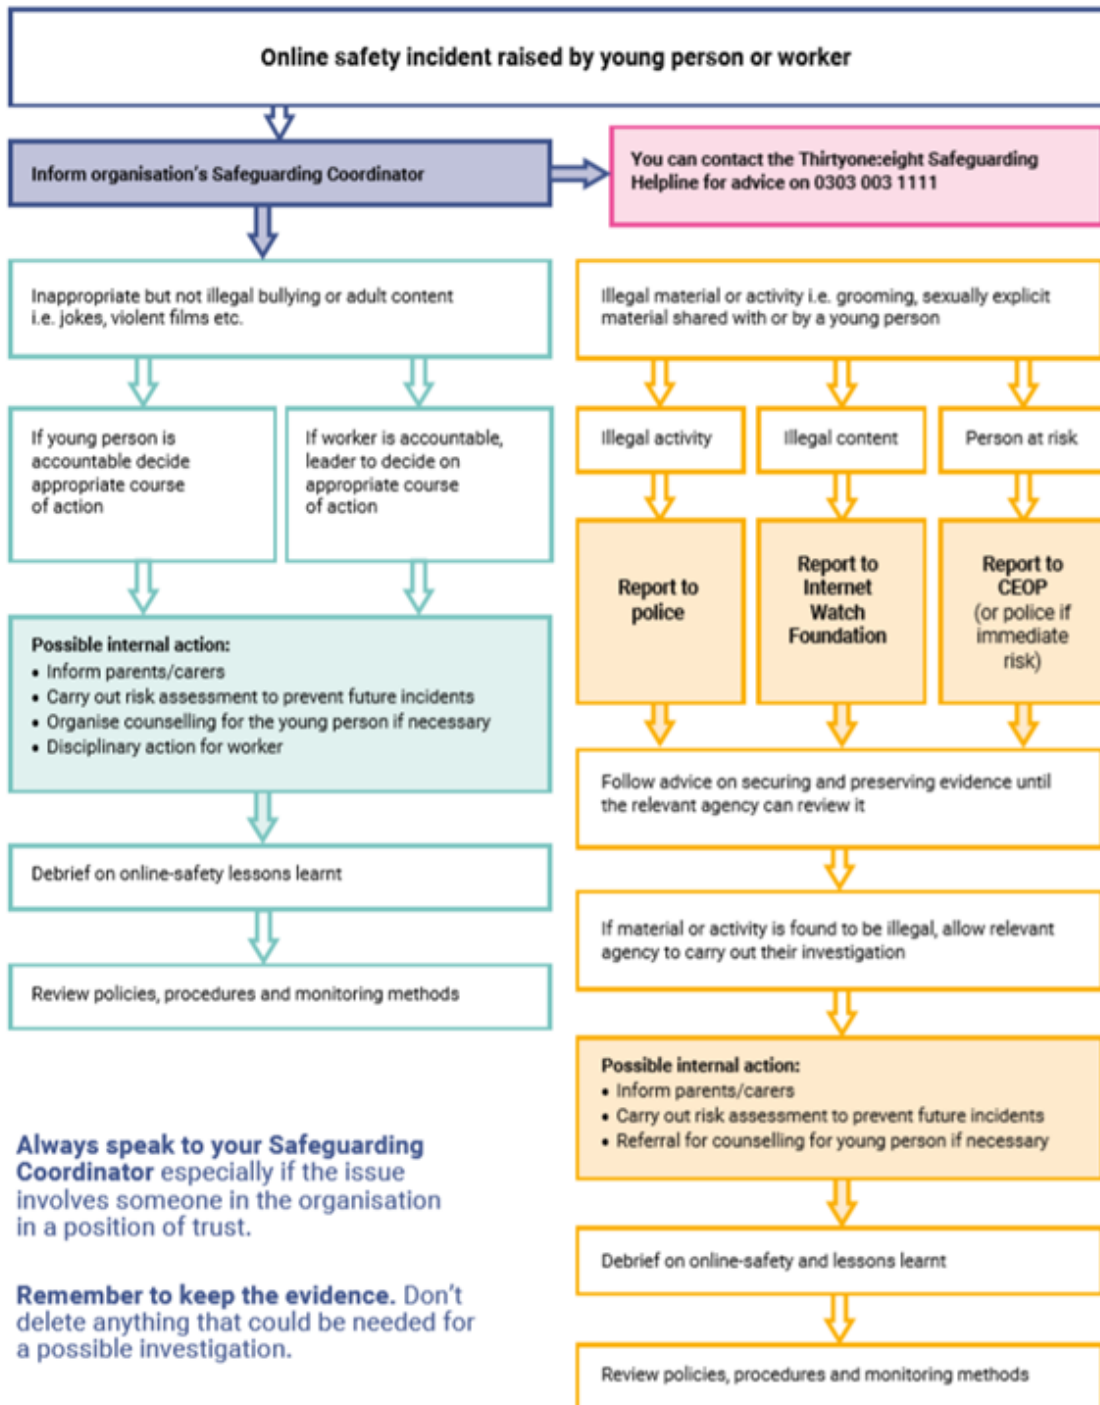 Online safety incident raised by young person or worker
Inform organisation's Safeguarding Coordinator
You can contact the Thirtyone:eight Safeguarding
Helpline for advice on 0303 003 1111
Inappropriate but not illegal bullying or adult content
i.e. jokes, violent films etc.
If young person is
accountable decide
appropriate course
of action
If worker is accountable,
leader to decide on
appropriate course
of action
Possible internal action:
• Inform parents/carers
• Carry out risk assessment to prevent future incidents
• Organise counselling for the young person if necessary
• Disciplinary action for worker
Debrief on online-safety lessons learnt
Review policies, procedures and monitoring methods
Illegal material or activity i.e. grooming, sexually explicit
material shared with or by a young person
Illegal activity
Illegal content
Person at risk
Report to
police
Report to
Internet
Watch
Foundation
Report to
CEOP
(or police if
immediate
risk)
Follow advice on securing and preserving evidence until
the relevant agency can review it
If material or activity is found to be illegal, allow relevant
agency to carry out their investigation
Possible internal action:
• Inform parents/carers
• Carry out risk assessment to prevent future incidents
• Referral for counselling for young person if necessary
Debrief on online-safety and lessons learnt
Review policies, procedures and monitoring methods
Always speak to your Safeguarding
Coordinator especially if the issue
involves someone in the organisation
in a position of trust.
Remember to keep the evidence. Don't
delete anything that could be needed for
a possible investigation.